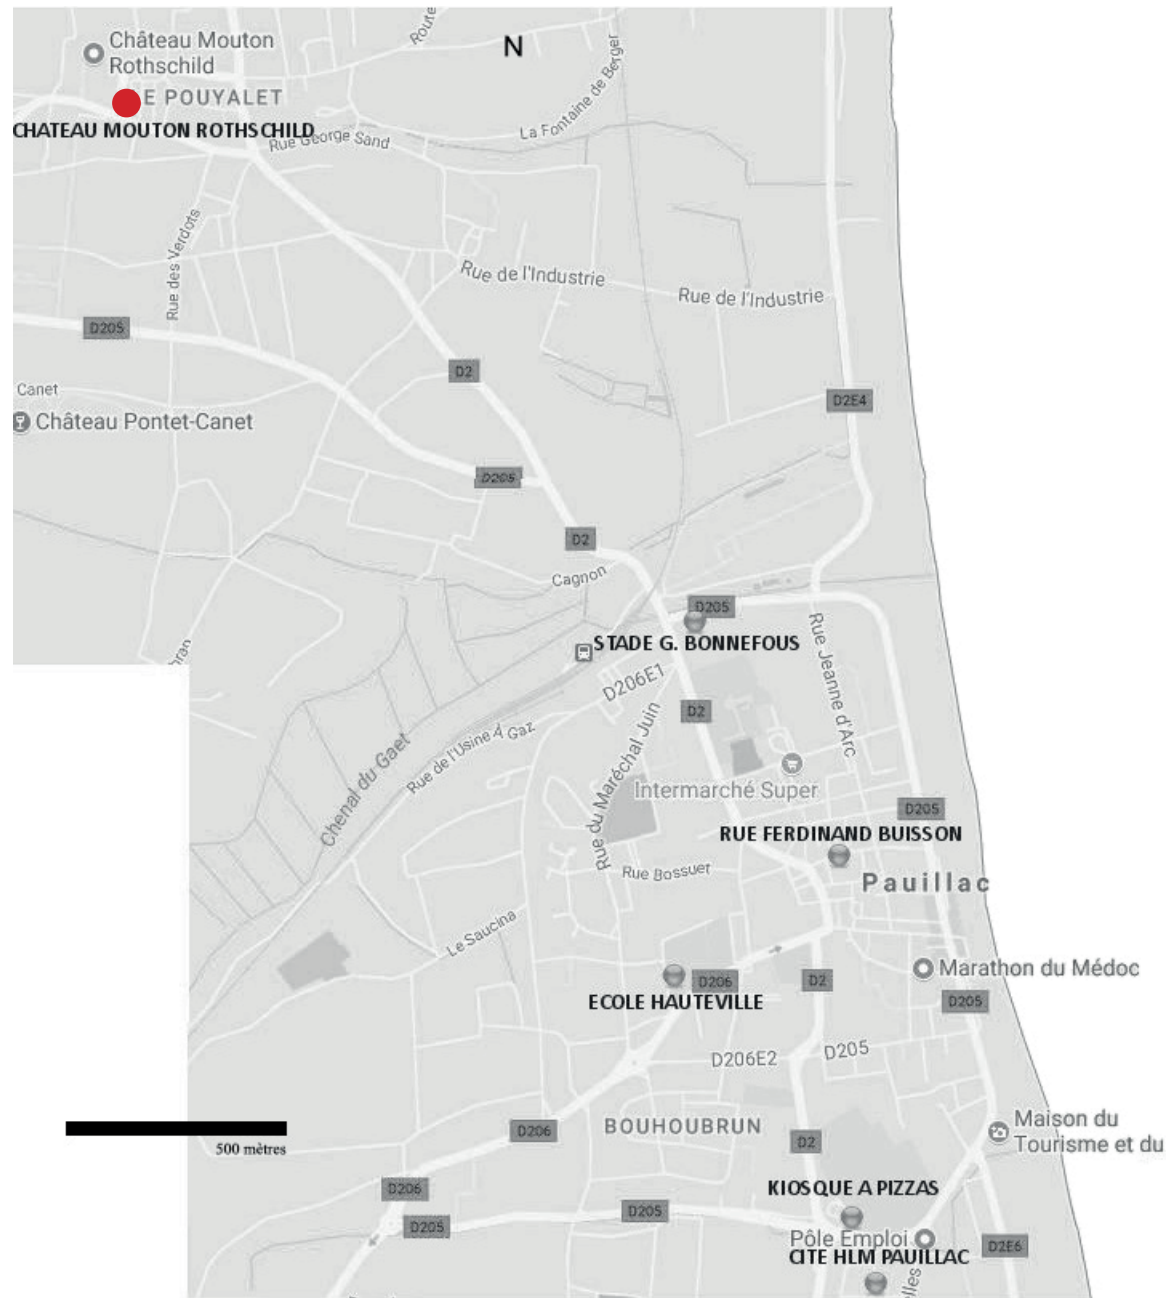 Château Mouton
Rothschild
Route
N
La Fontaine de Berger
E POUYALET
CHATEAU MOUTON ROTHSCHILD
Rue George Sand
Rue des Verdots
Rue de l'Industrie
Rue de l'Industrie
D205
D2
Canet
Château Pontet-Canet
D2E4
D205
D2
Cagnon
D205
STADE G. BONNEFOUS
D206E1
Rue Jeanne d'Arc
D2
Rue du Maréchal Juin
Rue de l'Usine À Gaz
Chenal du Gaet
Intermarché Super
D205
RUE FERDINAND BUISSON
Rue Bossuet
Pauillac
Le Saucina
Marathon du Médoc
D206
D2
ECOLE HAUTEVILLE
D205
D206E2
D205
500 mètres
D206
BOUHOUBRUN
D2
Maison du
Tourisme et du
D206
KIOSQUE A PIZZAS
D205
D205
Pôle Emploi
D2E6
CITE HLM PAUILLAC
elles